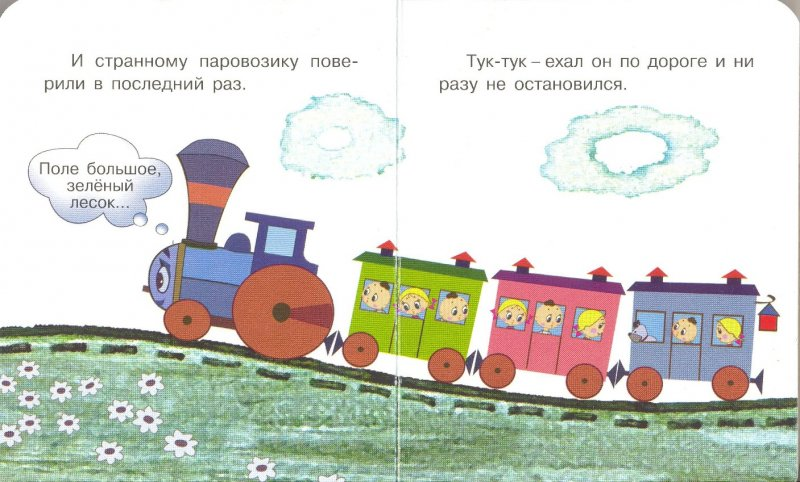 И странному паровозику пове-
рили в последний раз.
Тук-тук – ехал он по дороге и ни
разу не остановился.
Поле большое,
зелёный
лесок...